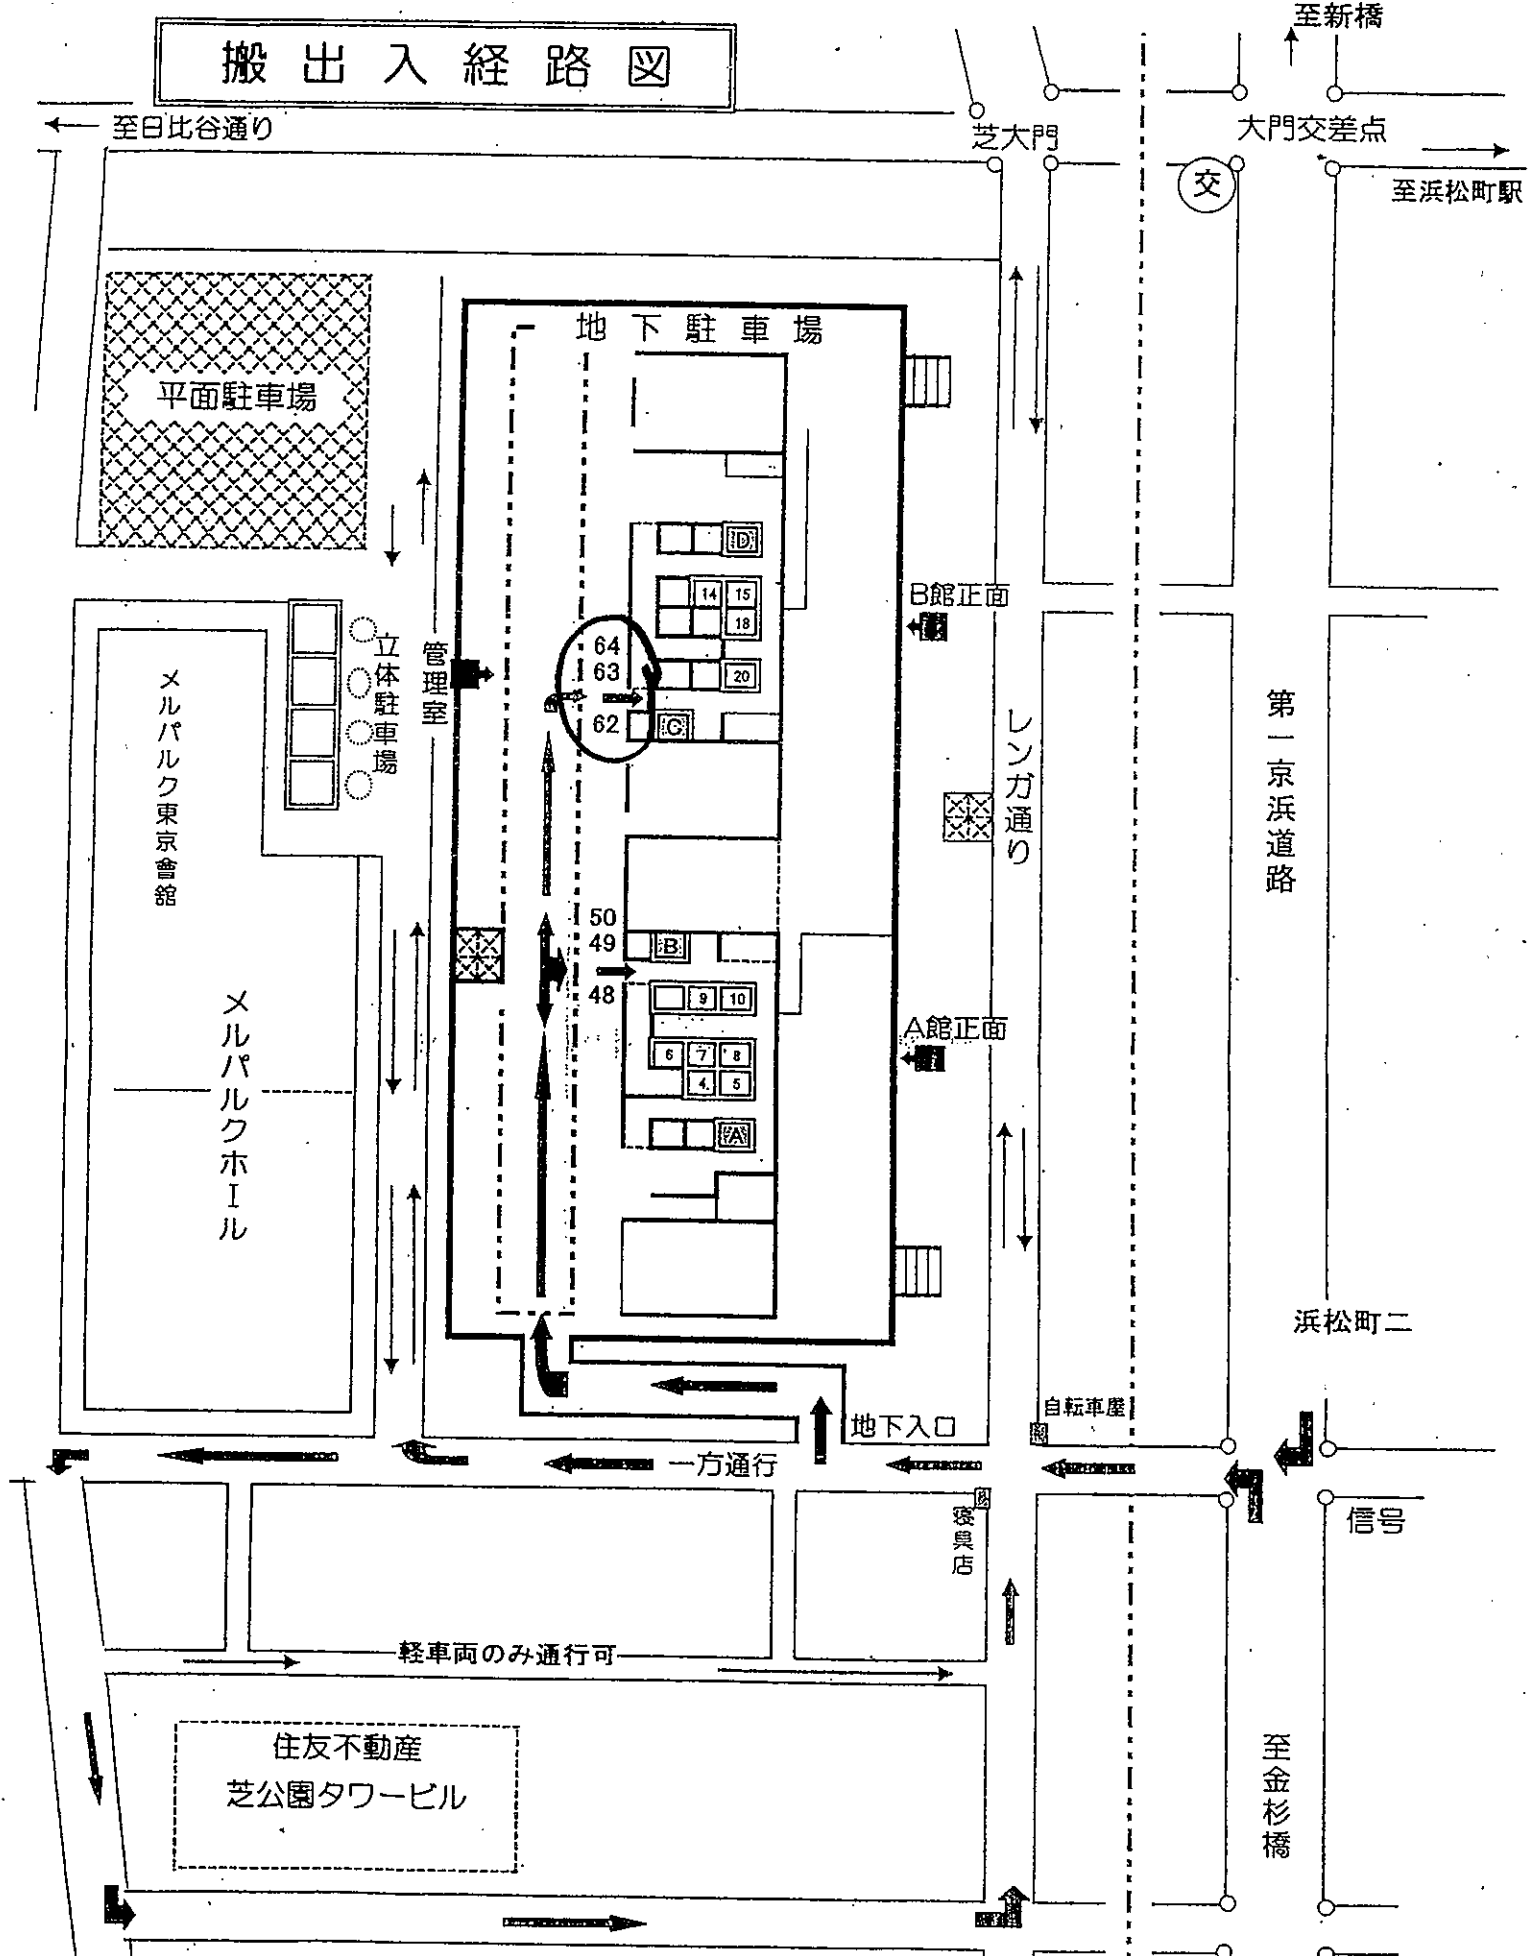 至新橋
搬出入経路図
至日比谷通り
芝大門
大門交差点
交
至浜松町駅
地下駐車場
平面駐車場
D
14 15
18
B館正面
64
63
20
62
C
立体駐車場
管理室
メルパルク東京會館
レンガ通り
第一京浜道路
50
49
B
48
9 10
A館正面
6 7 8
4 5
A
メルパルクホール
浜松町二
自転車屋
地下入口
一方通行
信号
寝具店
軽車両のみ通行可
住友不動産
芝公園タワービル
至金杉橋